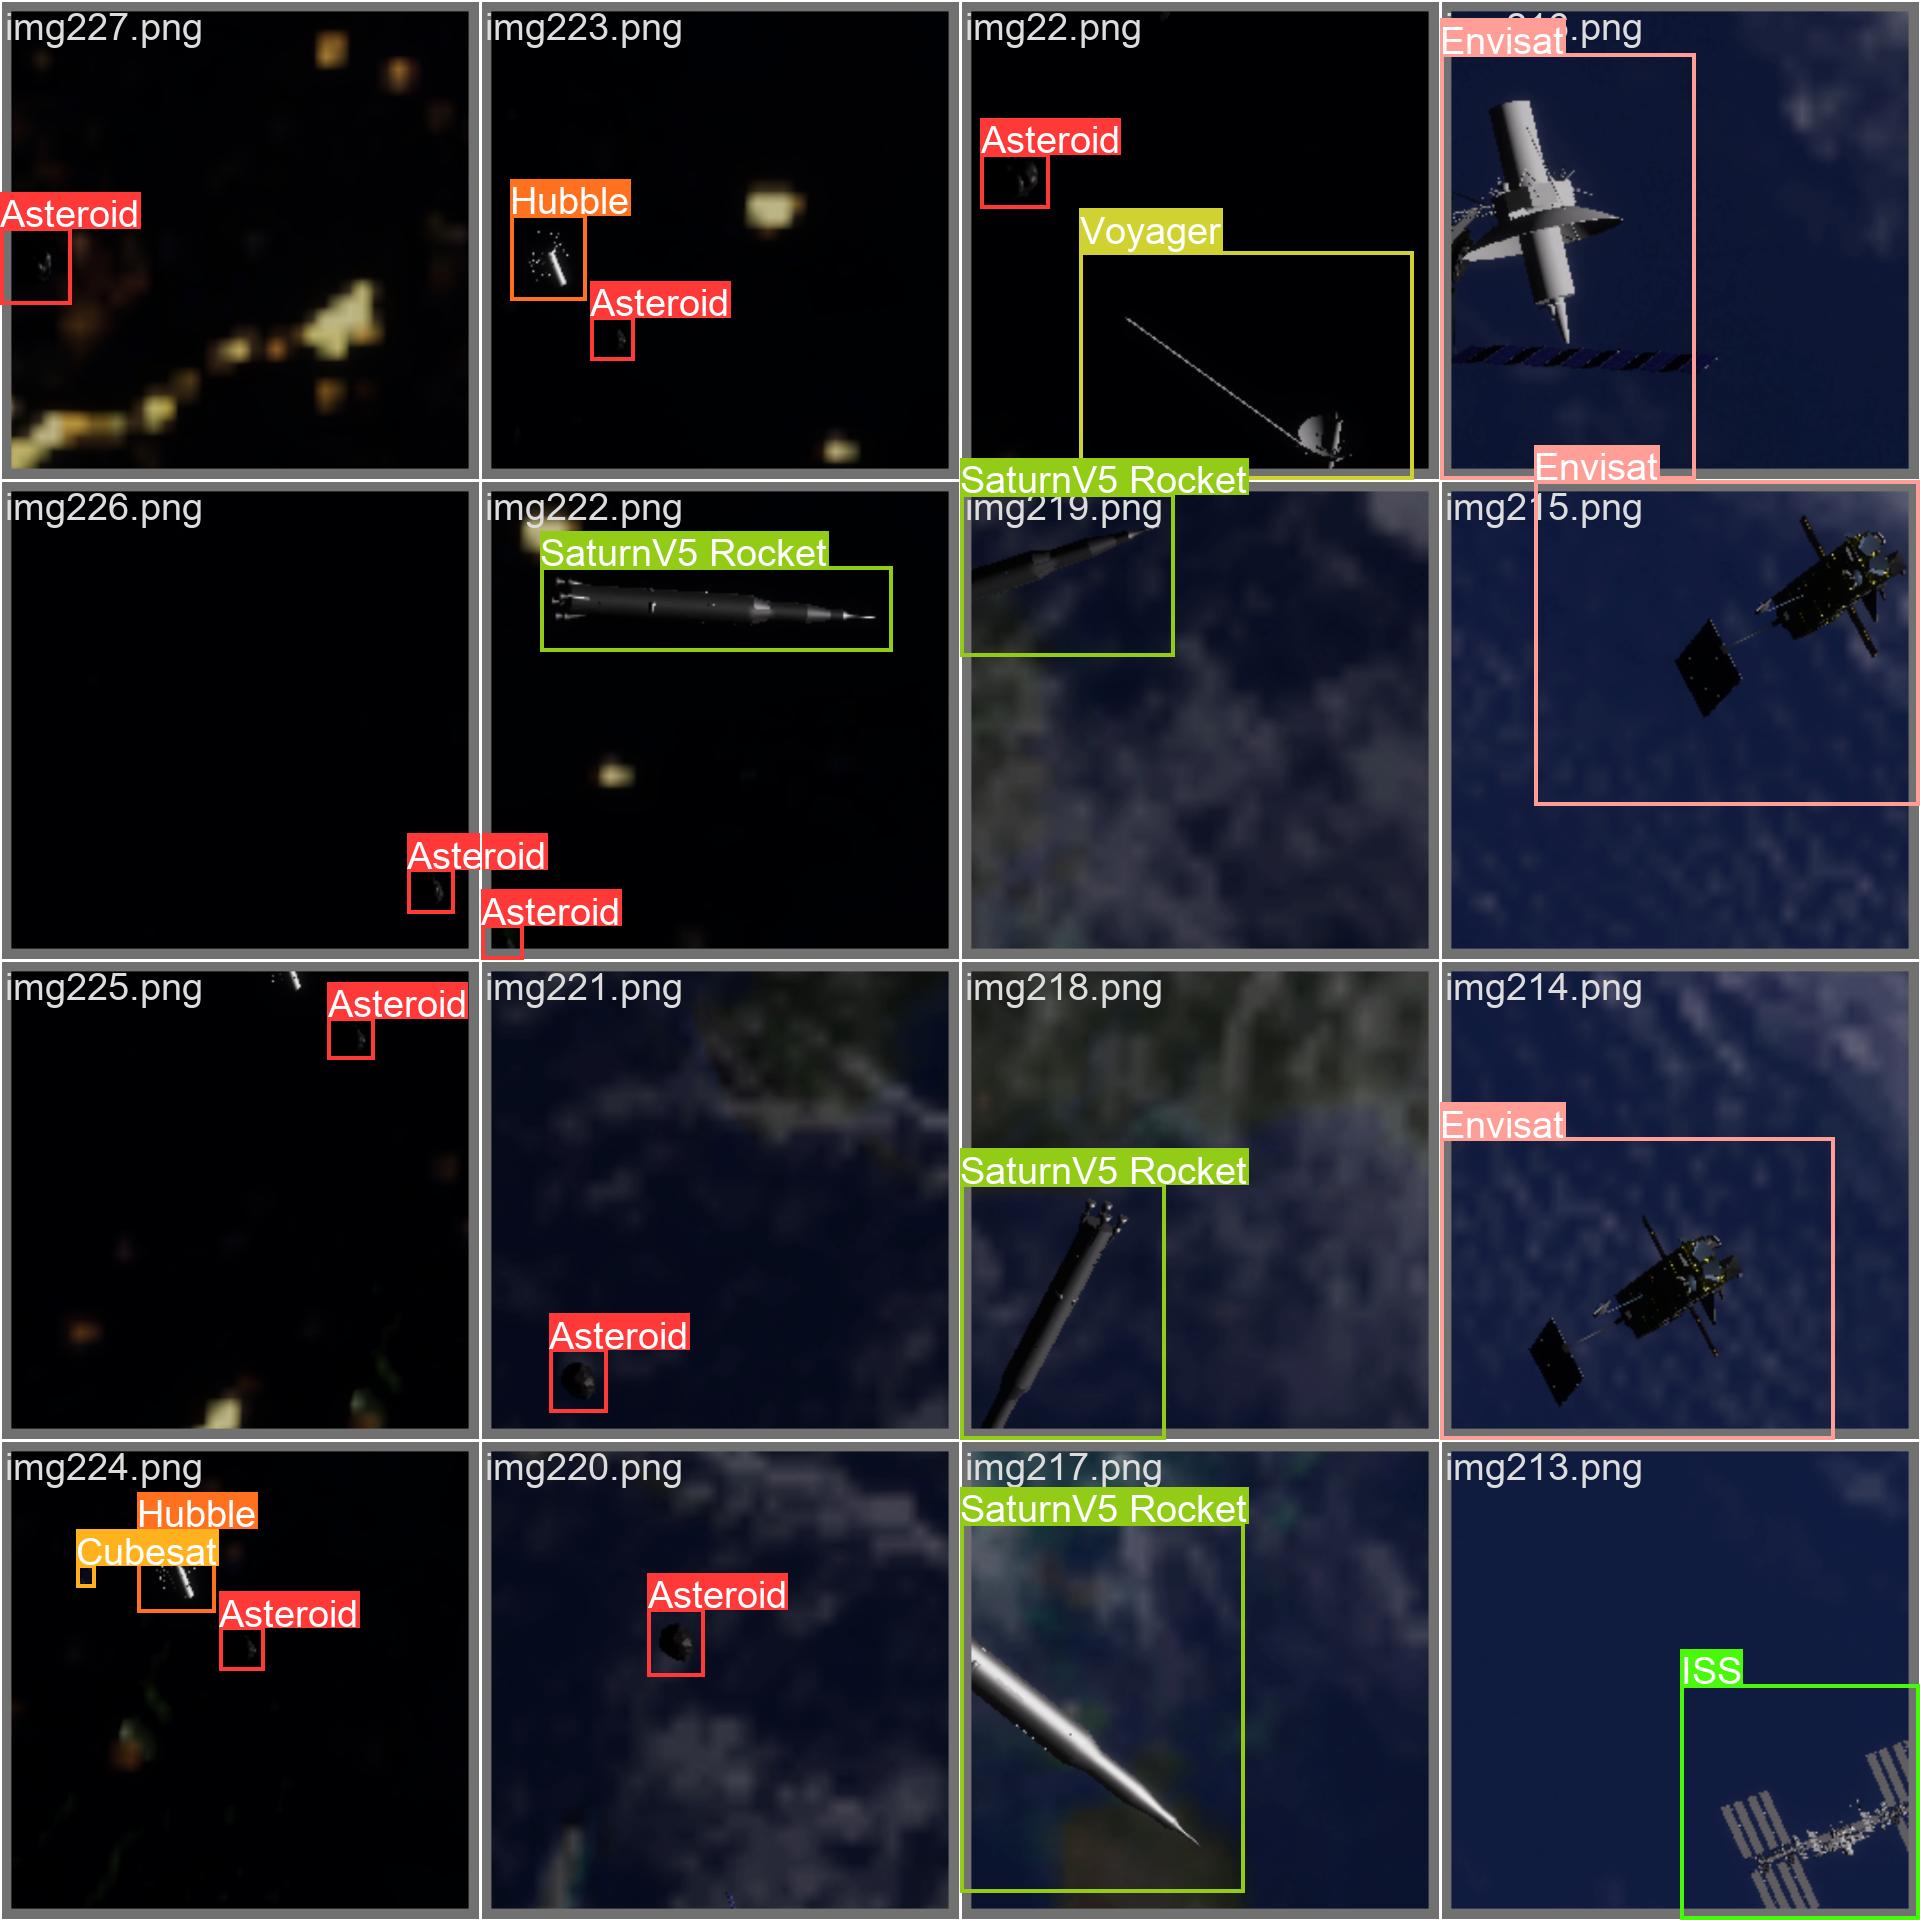 img227.png
Asteroid
img223.png
Hubble
Asteroid
img22.png
Asteroid
Voyager
Envisat
.png
img226.png
Asteroid
img222.png
SaturnV5 Rocket
Asteroid
SaturnV5 Rocket
img219.png
Envisat
img215.png
img225.png
Asteroid
img221.png
Asteroid
img218.png
SaturnV5 Rocket
img214.png
Envisat
img224.png
Hubble
Cubesat
Asteroid
img220.png
Asteroid
img217.png
SaturnV5 Rocket
img213.png
ISS